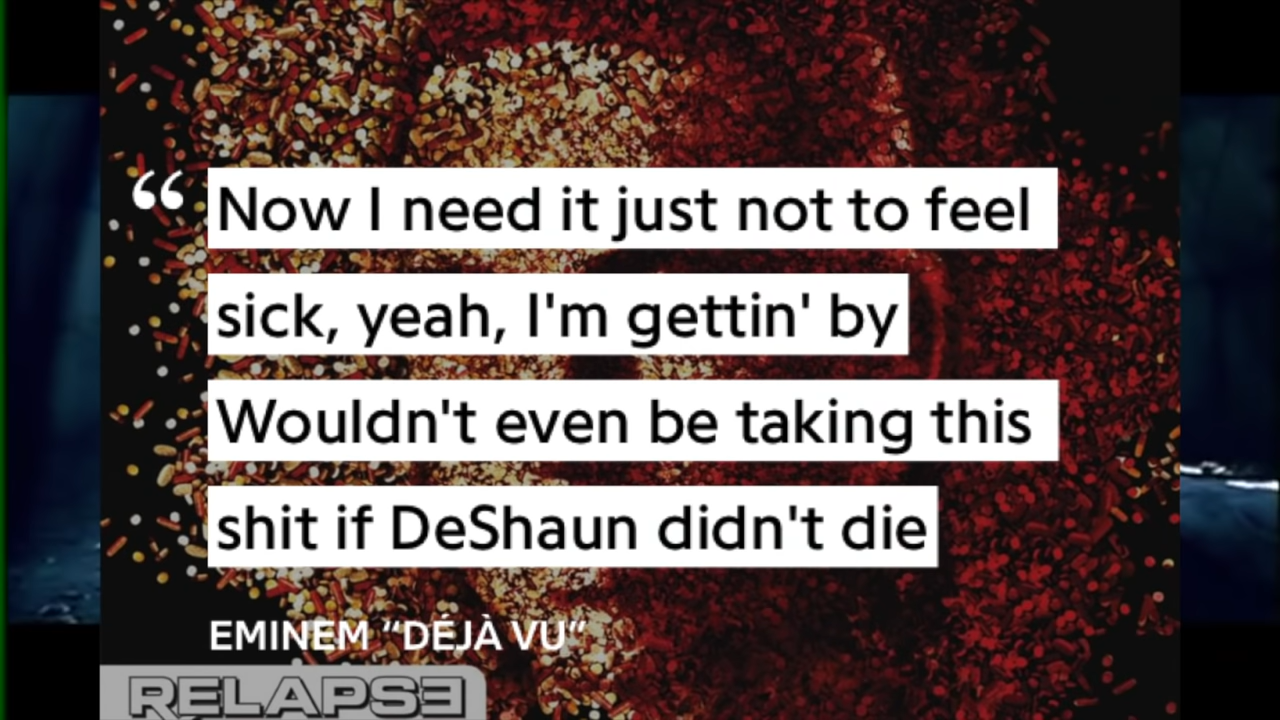 “ Now I need it just not to feel
sick, yeah, I'm gettin' by
Wouldn't even be taking this
shit if DeShaun didn't die
EMINEM “DÉJÀ VU”
RELAPSE